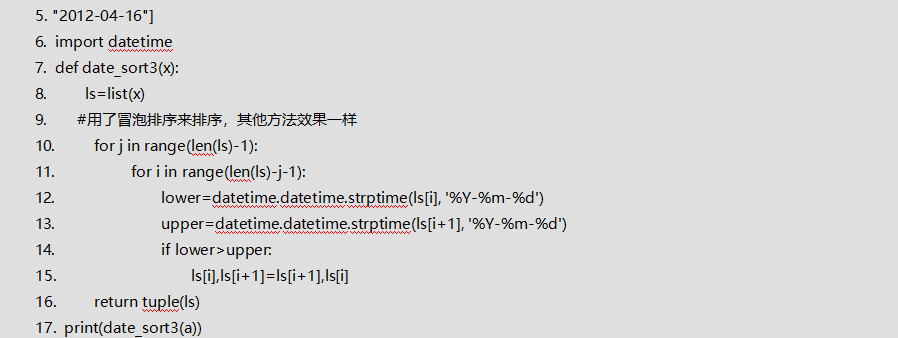 5. "2012-04-16"]
6. import datetime
7. def date_sort3(x):
8. ls=list(x)
9. #用了冒泡排序来排序，其他方法效果一样
10. for j in range(len(ls)-1):
11. for i in range(len(ls)-j-1):
12. lower=datetime.datetime.strptime(ls[i], '%Y-%m-%d')
13. upper=datetime.datetime.strptime(ls[i+1], '%Y-%m-%d')
14. if lower>upper:
15. ls[i],ls[i+1]=ls[i+1],ls[i]
16. return tuple(ls)
17. print(date_sort3(a))